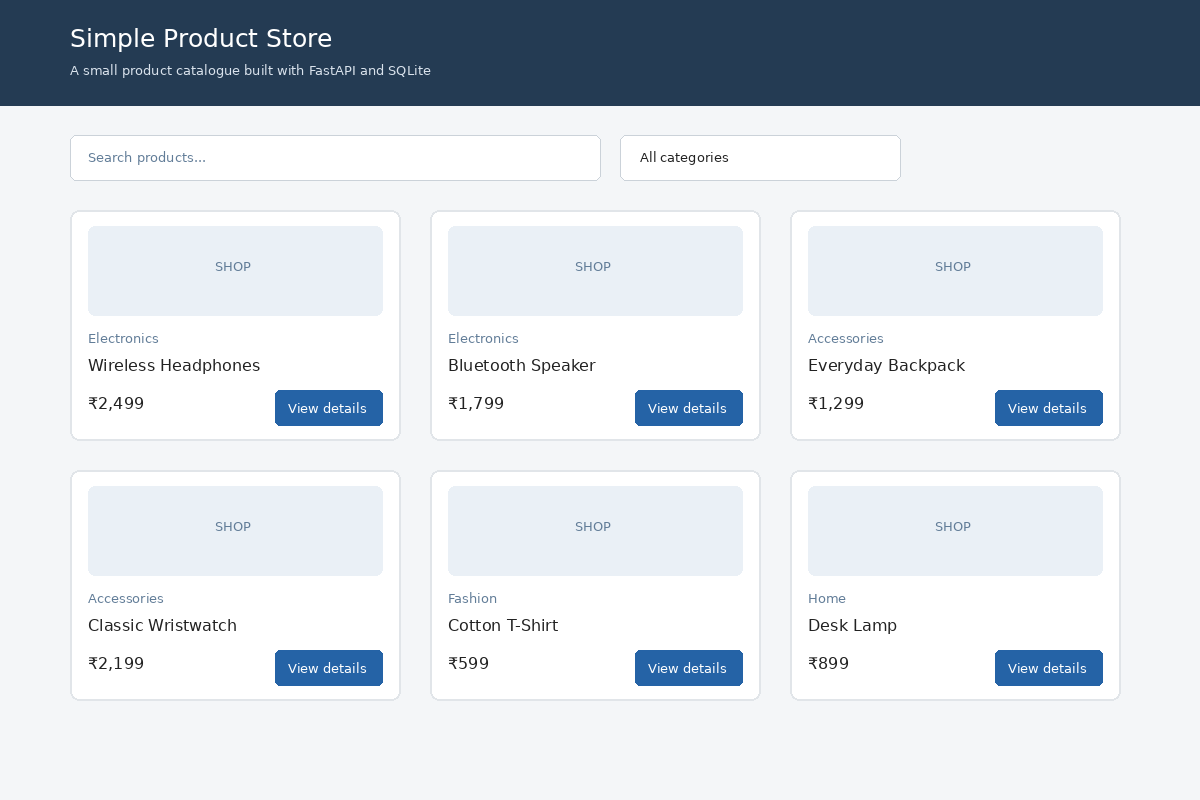 Simple Product Store
A small product catalogue built with FastAPI and SQLite
Search products...
All categories
SHOP
Electronics
Wireless Headphones
₹2,499
View details
SHOP
Electronics
Bluetooth Speaker
₹1,799
View details
SHOP
Accessories
Everyday Backpack
₹1,299
View details
SHOP
Accessories
Classic Wristwatch
₹2,199
View details
SHOP
Fashion
Cotton T-Shirt
₹599
View details
SHOP
Home
Desk Lamp
₹899
View details